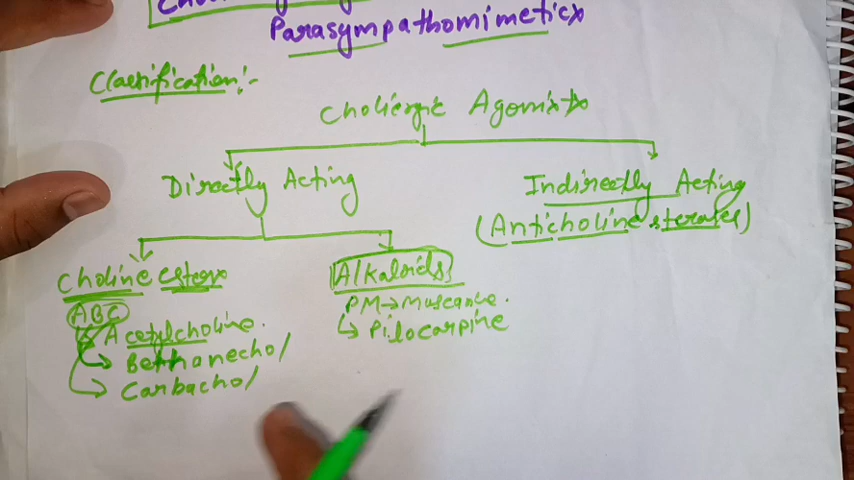 Parasympathomimetics
Classification:-
Cholinergic Agonists
Directly Acting
Indirectly Acting
(Anticholinesterases)
Choline esters
Alkaloids
ABC
PM→Muscarine.
Acetylcholine.
Pilocarpine
Bethanechol
Carbachol